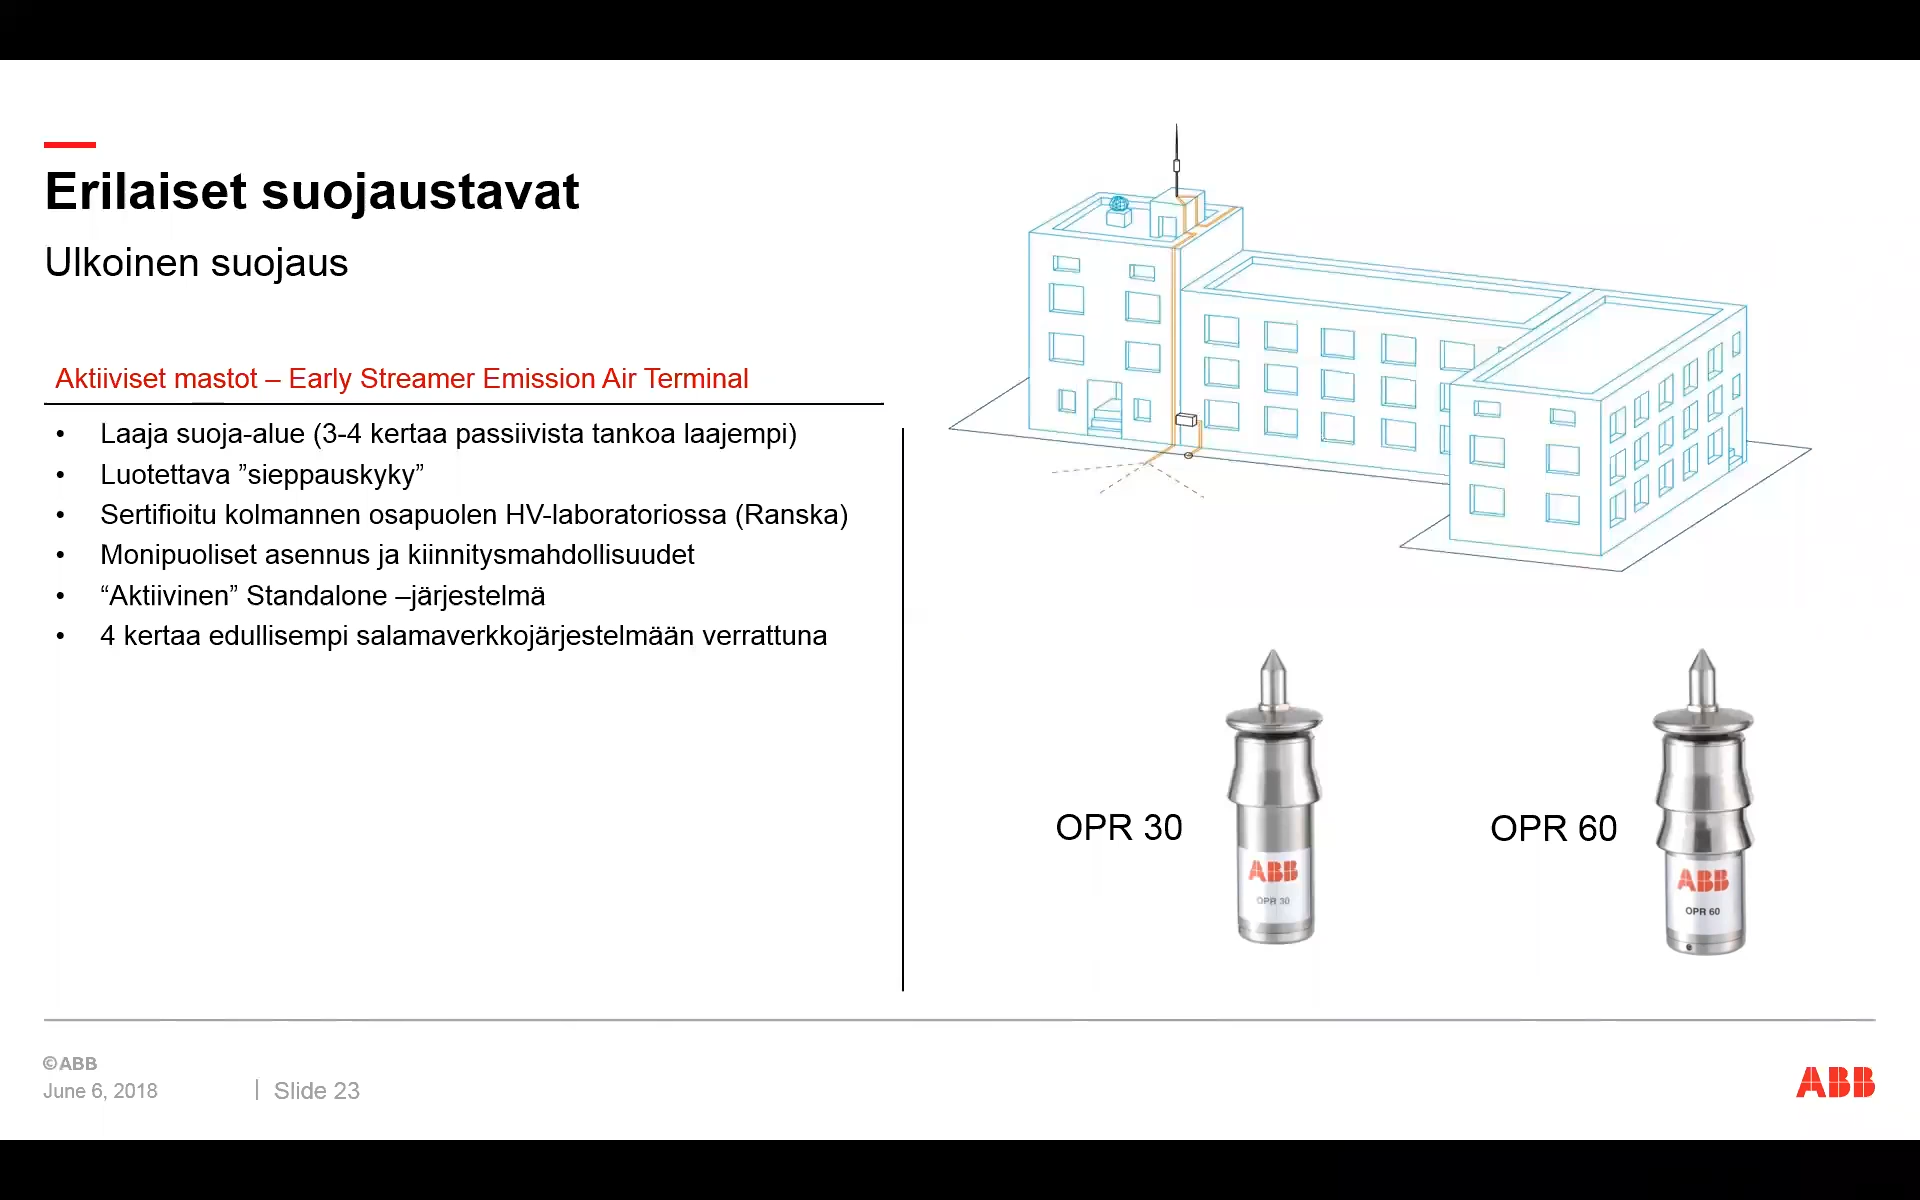 Erilaiset suojaustavat
Ulkoinen suojaus
Aktiiviset mastot – Early Streamer Emission Air Terminal
• Laaja suoja-alue (3-4 kertaa passiivista tankoa laajempi)
• Luotettava ”sieppauskyky”
• Sertifioitu kolmannen osapuolen HV-laboratoriossa (Ranska)
• Monipuoliset asennus ja kiinnitysmahdollisuudet
• “Aktiivinen” Standalone –järjestelmä
• 4 kertaa edullisempi salamaverkkojärjestelmään verrattuna
OPR 30
ABB
OPR 30
OPR 60
ABB
OPR 60
©ABB
June 6, 2018 | Slide 23
ABB